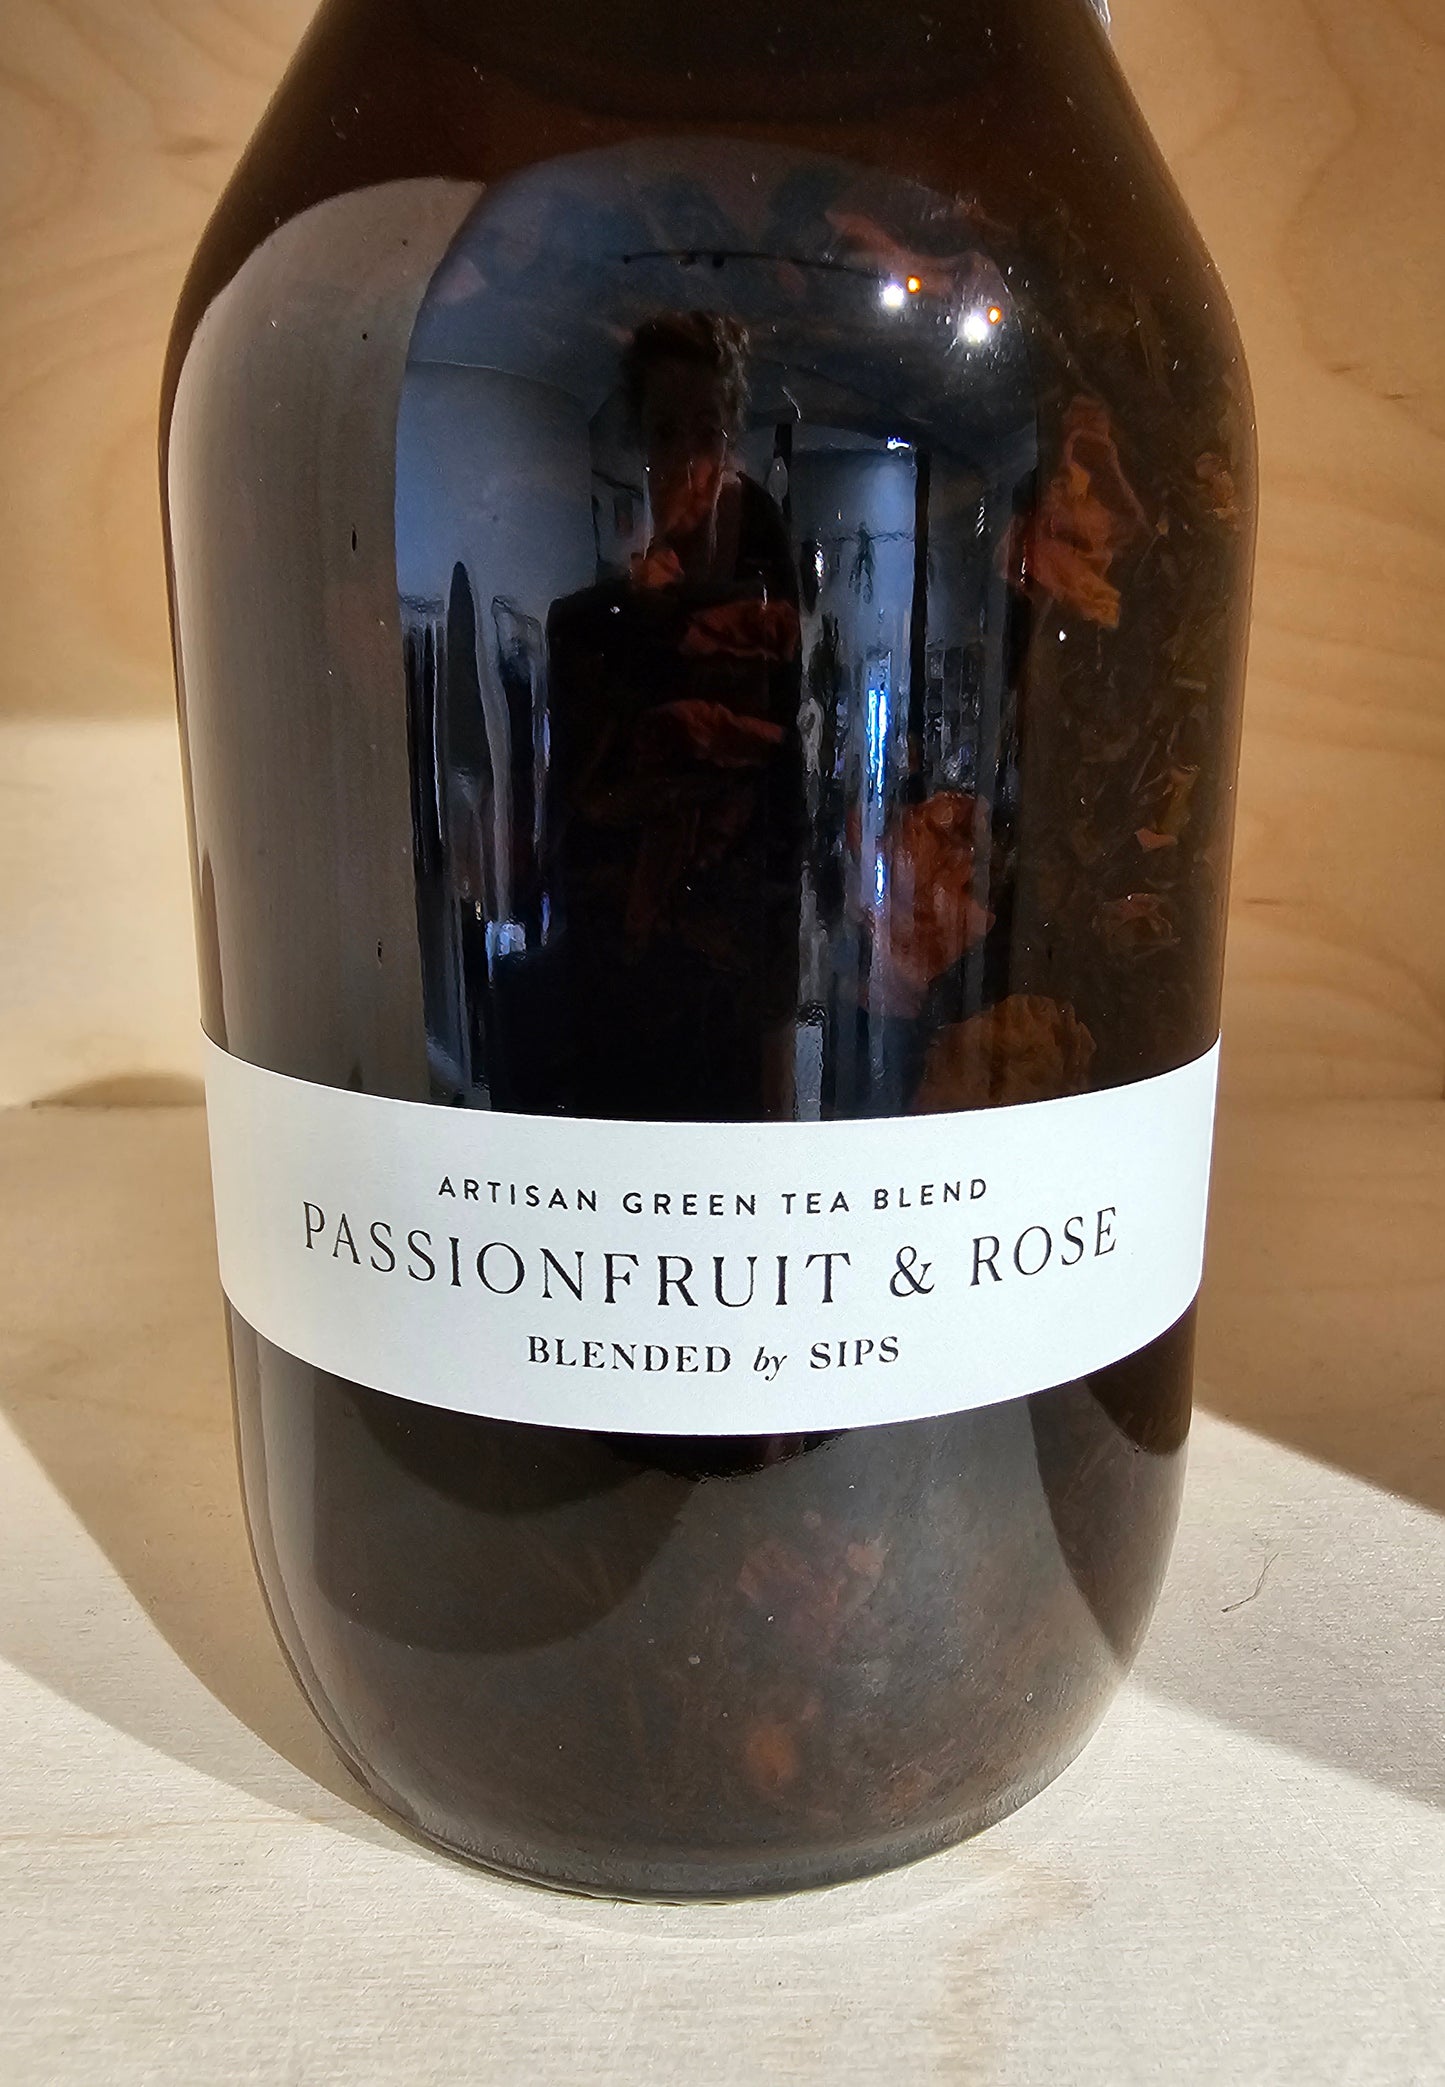 ARTISAN GREEN TEA BLEND
PASSIONFRUIT & ROSE
BLENDED by SIPS